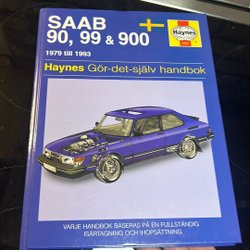 SAAB
90, 99 & 900
1979 till 1993
Haynes
Haynes Gör-det-själv handbok
VARJE HANDBOK BASERAS PÅ EN FULLSTÄNDIG
ISÄRTAGNING OCH IHOPSÄTTNING